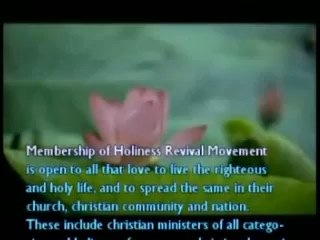 Membership of Holiness Revival Movement
is open to all that love to live the righteous
and holy life, and to spread the same in their
church, christian community and nation.
These include christian ministers of all catego-